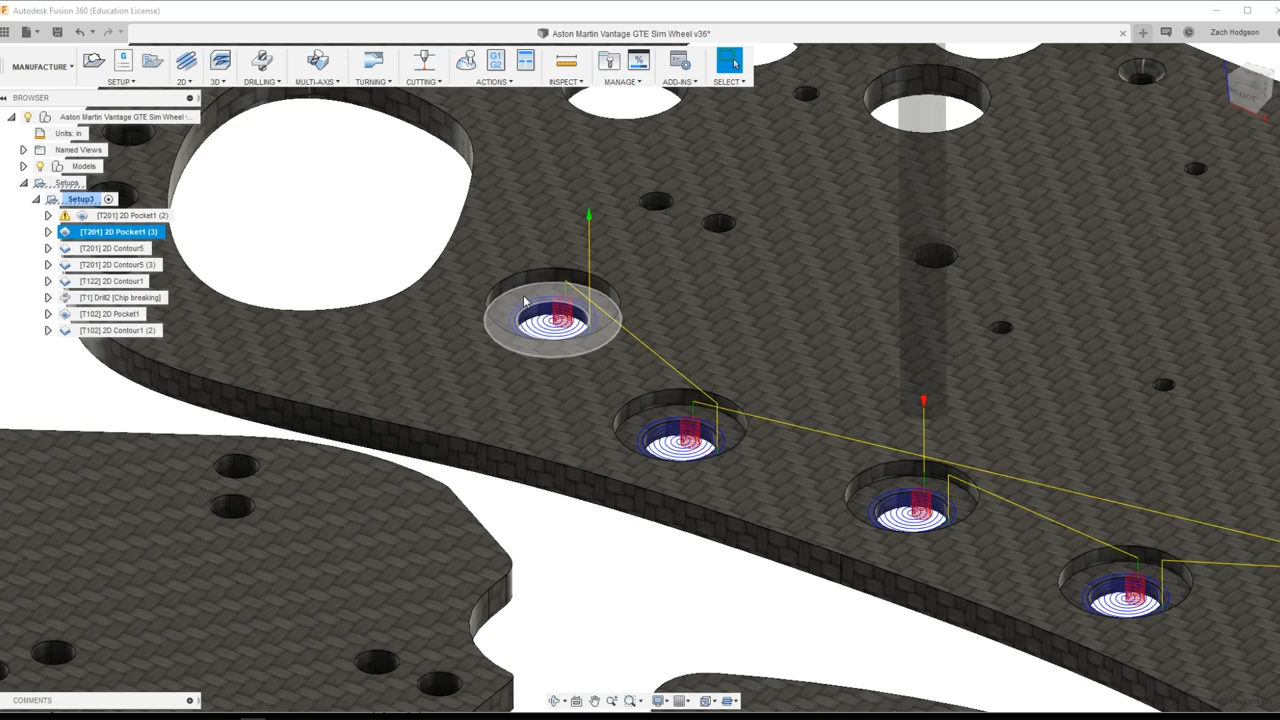 Autodesk Fusion 360 (Education License)
Aston Martin Vantage GTE Sim Wheel v36*
Zach Hodgson
MANUFACTURE
G1
G2
SETUP
2D
3D
DRILLING
MULTI-AXIS
TURNING
CUTTING
ACTIONS
INSPECT
MANAGE
ADD-INS
SELECT
BROWSER
Aston Martin Vantage GTE Sim Wheel ...
Units: in
Named Views
Models
Setups
Setup3
[T201] 2D Pocket1 (2)
[T201] 2D Pocket1 (3)
[T201] 2D Contour5
[T201] 2D Contour5 (3)
[T122] 2D Contour1
[T1] Drill2 [Chip breaking]
[T102] 2D Pocket1
[T102] 2D Contour1 (2)
COMMENTS